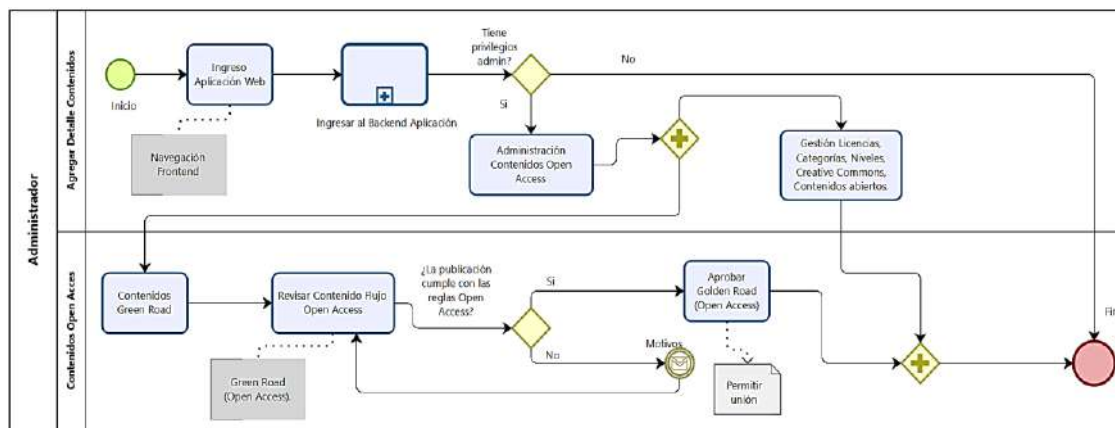 Administrador
Agregar Detalle Contenidos
Inicio
Ingreso
Aplicación Web
Navegación
Frontend
Ingresar al Backend Aplicación
Tiene
privilegios
admin?
No
Si
Administración
Contenidos Open
Access
Gestión Licencias,
Categorías, Niveles,
Creative Commons,
Contenidos abiertos.
Contenidos Open Acces
Contenidos
Green Road
Revisar Contenido Flujo
Open Access
Green Road
(Open Access).
¿La publicación
cumple con las
reglas Open
Access?
Si
No
Motivos
Aprobar
Golden Road
(Open Access)
Permitir
unión
Fin